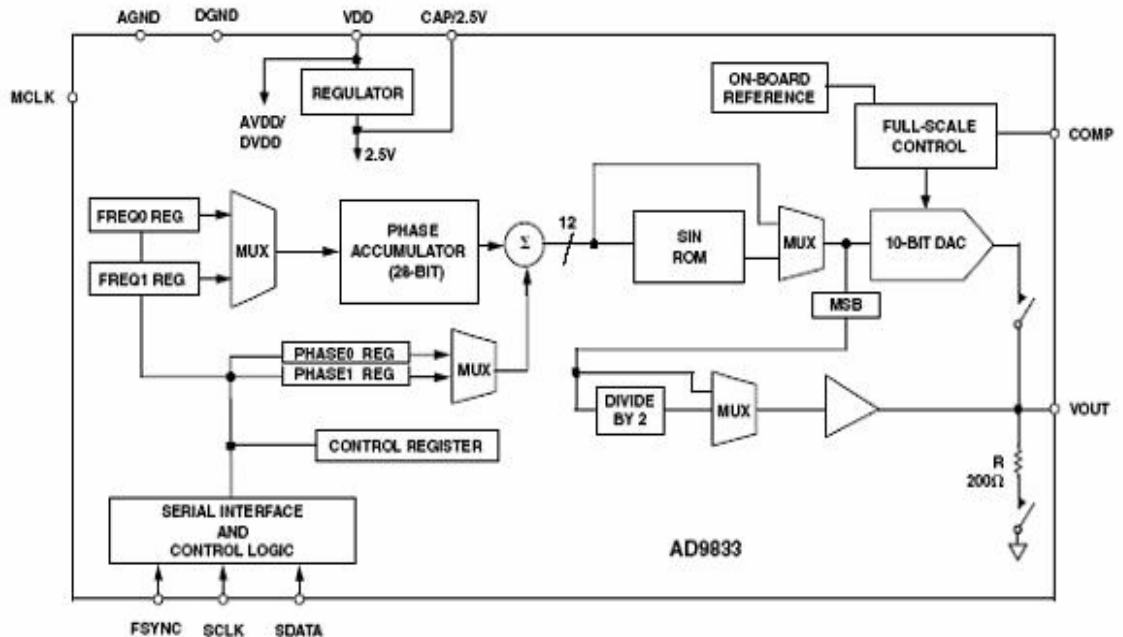 AGND DGND VDD CAP/2.5V
MCLK
REGULATOR
AVDD/
DVDD
2.5V
ON-BOARD
REFERENCE
FULL-SCALE
CONTROL
COMP
FREQ0 REG
FREQ1 REG
MUX
PHASE
ACCUMULATOR
(28-BIT)
Σ
12
SIN
ROM
MUX
10-BIT DAC
MSB
PHASE0 REG
PHASE1 REG
MUX
DIVIDE
BY 2
MUX
VOUT
CONTROL REGISTER
R
200Ω
SERIAL INTERFACE
AND
CONTROL LOGIC
AD9833
FSYNC SCLK SDATA